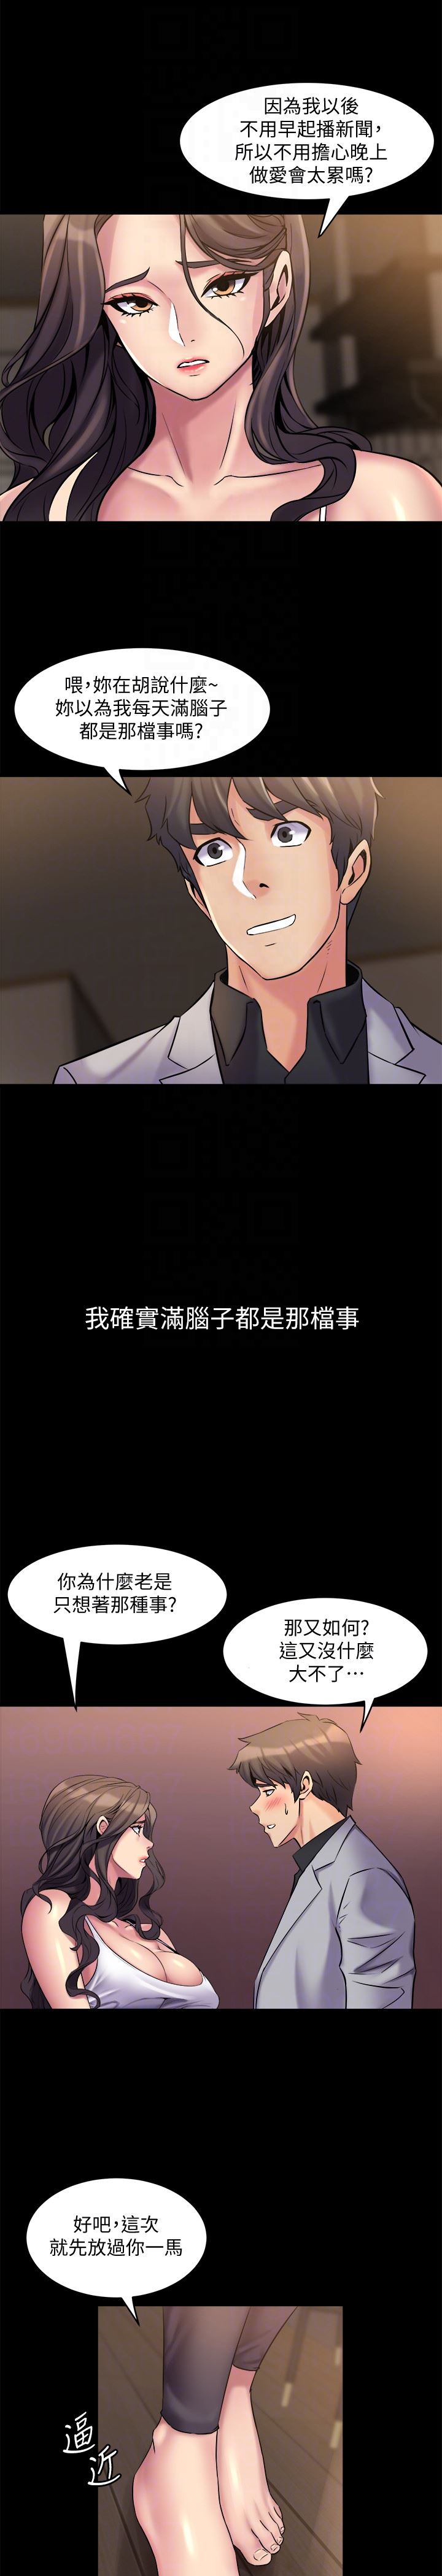 因為我以後
不用早起播新聞,
所以不用擔心晚上
做愛會太累嗎?
喂,妳在胡說什麼~
妳以為我每天滿腦子
都是那檔事嗎?
我確實滿腦子都是那檔事
你為什麼老是
只想著那種事?
那又如何?
這又沒什麼
大不了…
好吧,這次
就先放過你一馬
逼近